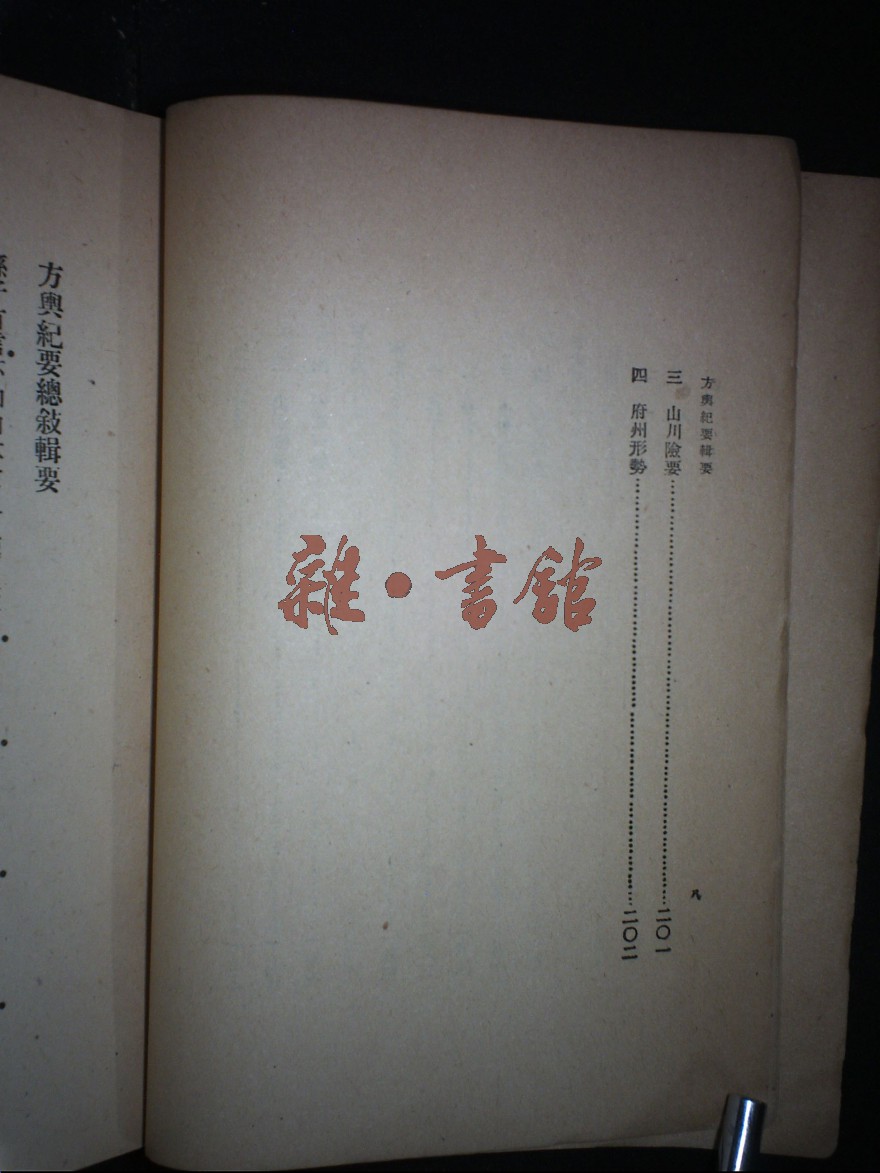 方輿紀要輯要
八
三 山川險要……二〇一
四 府州形勢……二〇二
方輿紀要總敘輯要
雜·書館